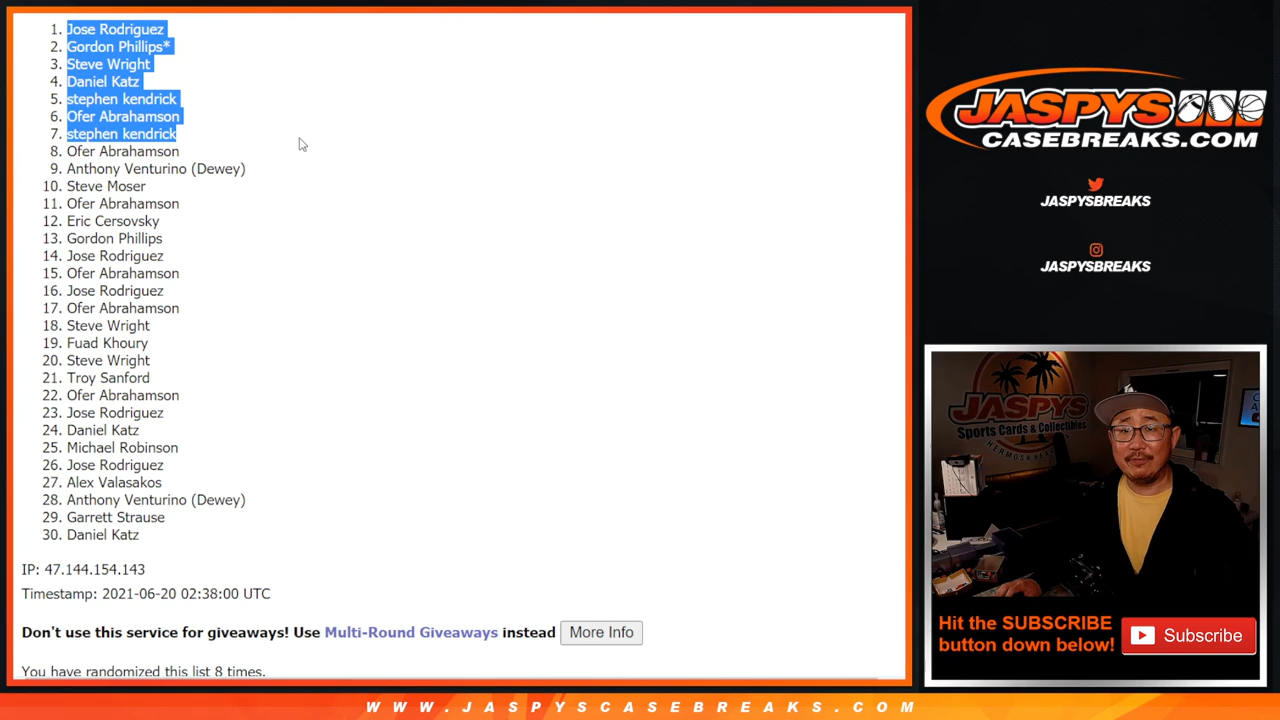 1. Jose Rodriguez
2. Gordon Phillips*
3. Steve Wright
4. Daniel Katz
5. stephen kendrick
6. Ofer Abrahamson
7. stephen kendrick
8. Ofer Abrahamson
9. Anthony Venturino (Dewey)
10. Steve Moser
11. Ofer Abrahamson
12. Eric Cersovsky
13. Gordon Phillips
14. Jose Rodriguez
15. Ofer Abrahamson
16. Jose Rodriguez
17. Ofer Abrahamson
18. Steve Wright
19. Fuad Khoury
20. Steve Wright
21. Troy Sanford
22. Ofer Abrahamson
23. Jose Rodriguez
24. Daniel Katz
25. Michael Robinson
26. Jose Rodriguez
27. Alex Valasakos
28. Anthony Venturino (Dewey)
29. Garrett Strause
30. Daniel Katz
IP: 47.144.154.143
Timestamp: 2021-06-20 02:38:00 UTC
Don't use this service for giveaways! Use Multi-Round Giveaways instead More Info
You have randomized this list 8 times.
JASPYS
CASEBREAKS.COM
JASPYSBREAKS
JASPYSBREAKS
JASPYS
Sports Cards & Collectibles
Hit the SUBSCRIBE
button down below!
Subscribe
WWW.JASPYSCASEBREAKS.COM